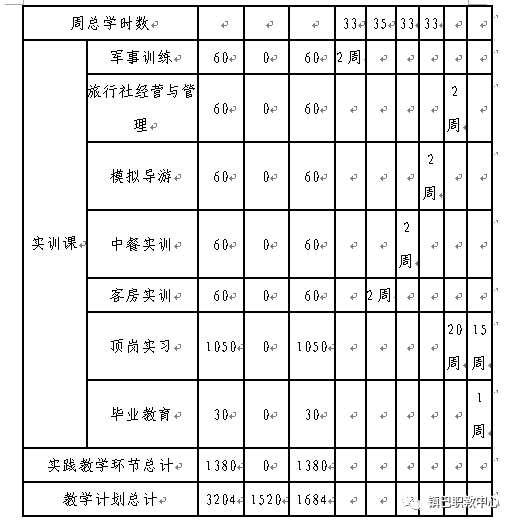 周总学时数 33 35 33 33
军事训练 60 0 60 2周
旅行社经营与管
理 60 0 60 2
周
模拟导游 60 0 60 2
周
实训课
中餐实训 60 0 60 2
周
客房实训 60 0 60 2周
顶岗实习 1050 0 1050 20 15
周 周
毕业教育 30 0 30 1
周
实践教学环节总计 1380 0 1380
教学计划总计 3204 1520 1684
镇巴职教中心